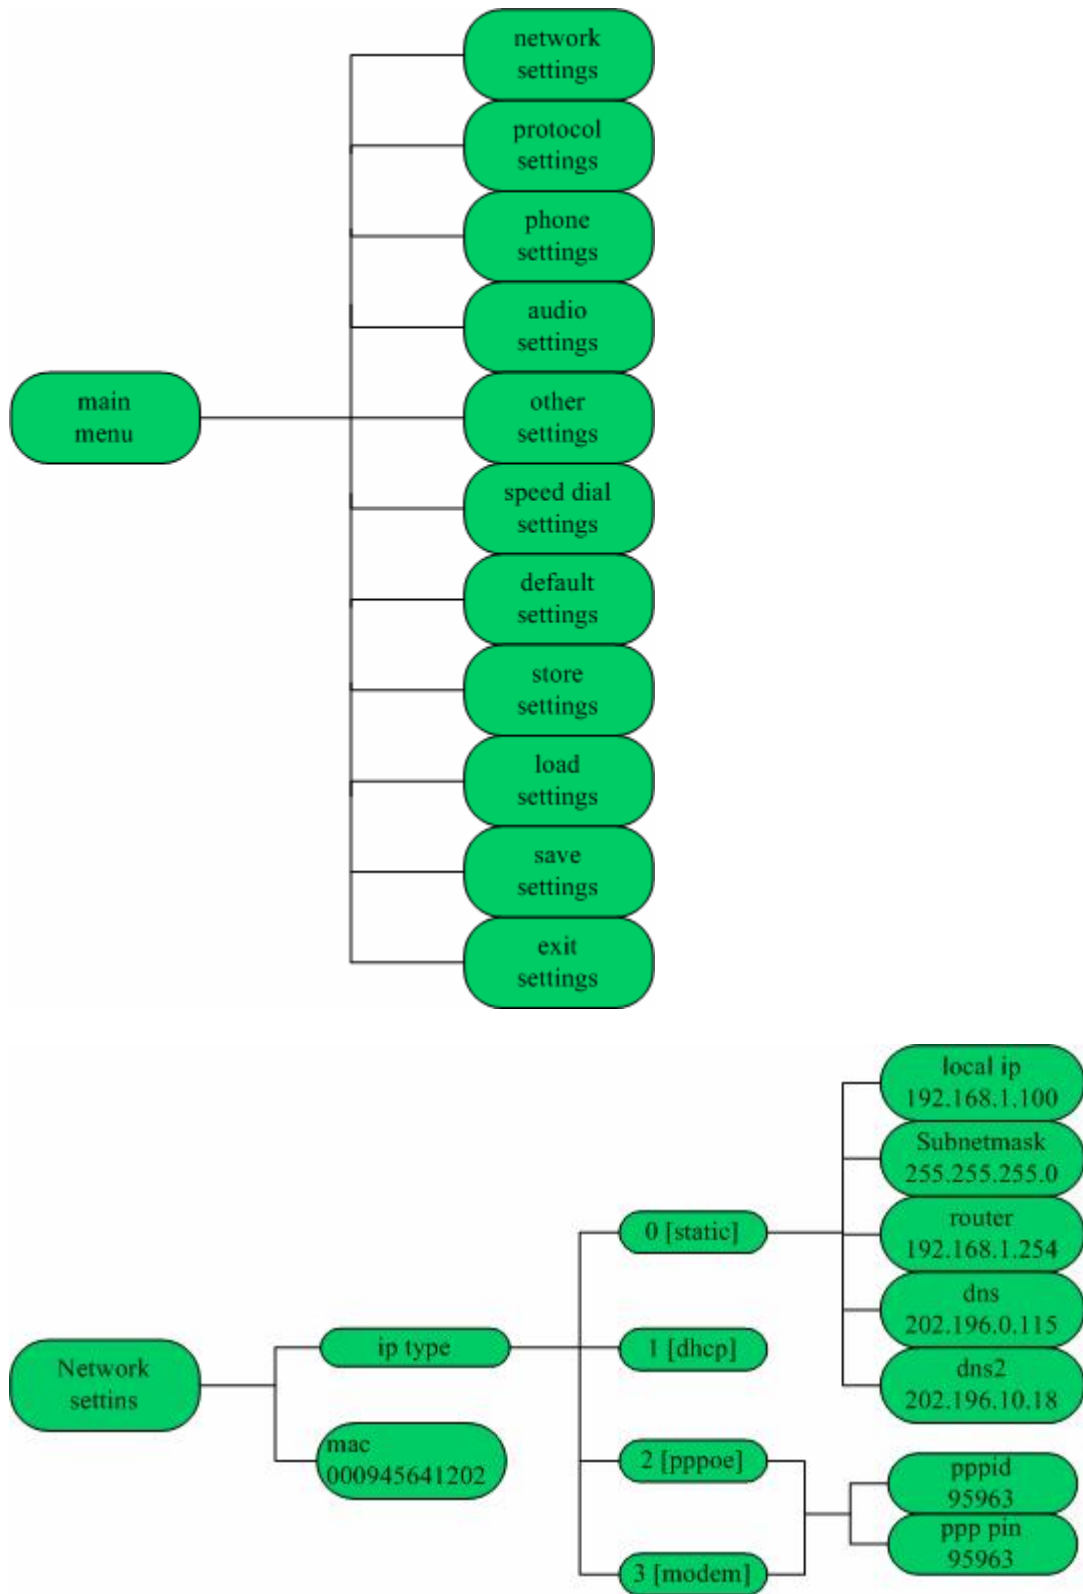 network
settings
protocol
settings
phone
settings
audio
settings
main
menu
other
settings
speed dial
settings
default
settings
store
settings
load
settings
save
settings
exit
settings
local ip
192.168.1.100
Subnetmask
255.255.255.0
0 [static]
router
192.168.1.254
dns
202.196.0.115
Network
settins
ip type
1 [dhcp]
dns2
202.196.10.18
mac
000945641202
2 [pppoe]
pppid
95963
ppp pin
95963
3 [modem]